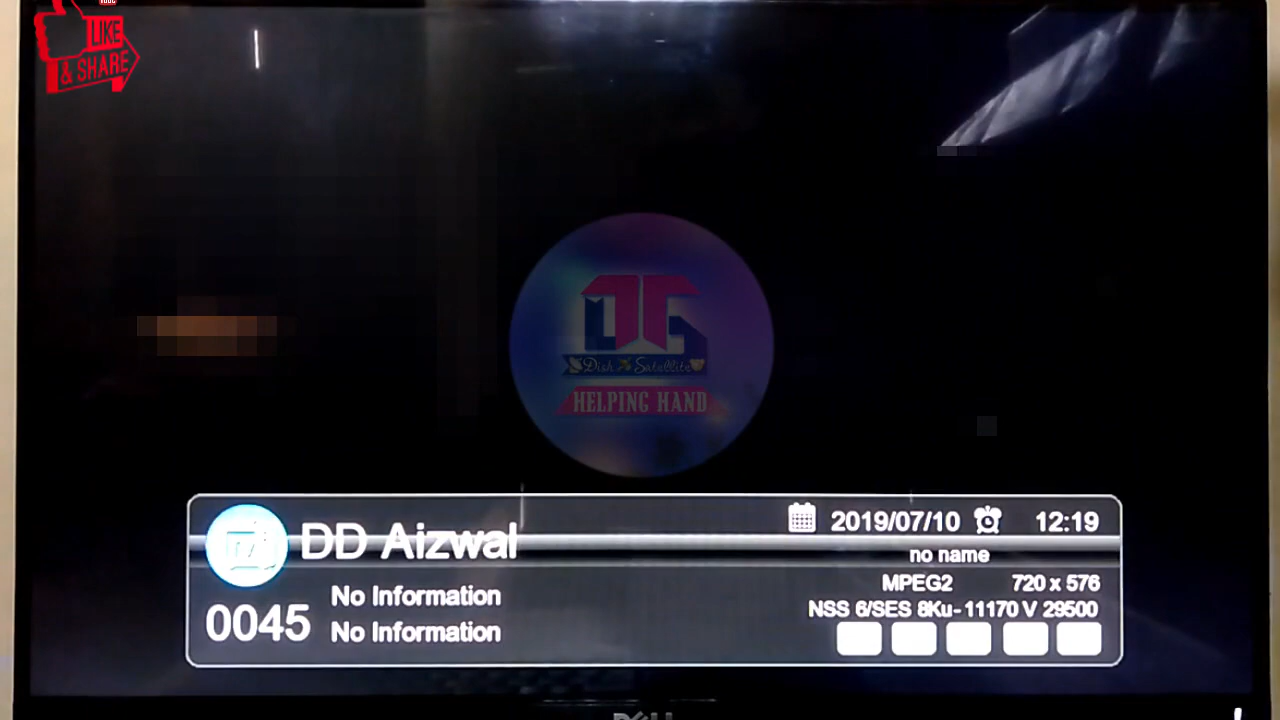 LIKE
& SHARE
Dish Satellite
HELPING HAND
DD Aizwal
2019/07/10
12:19
no name
No Information
MPEG2
720 x 576
0045
No Information
NSS 6/SES 8Ku-11170 V 29500
DELL